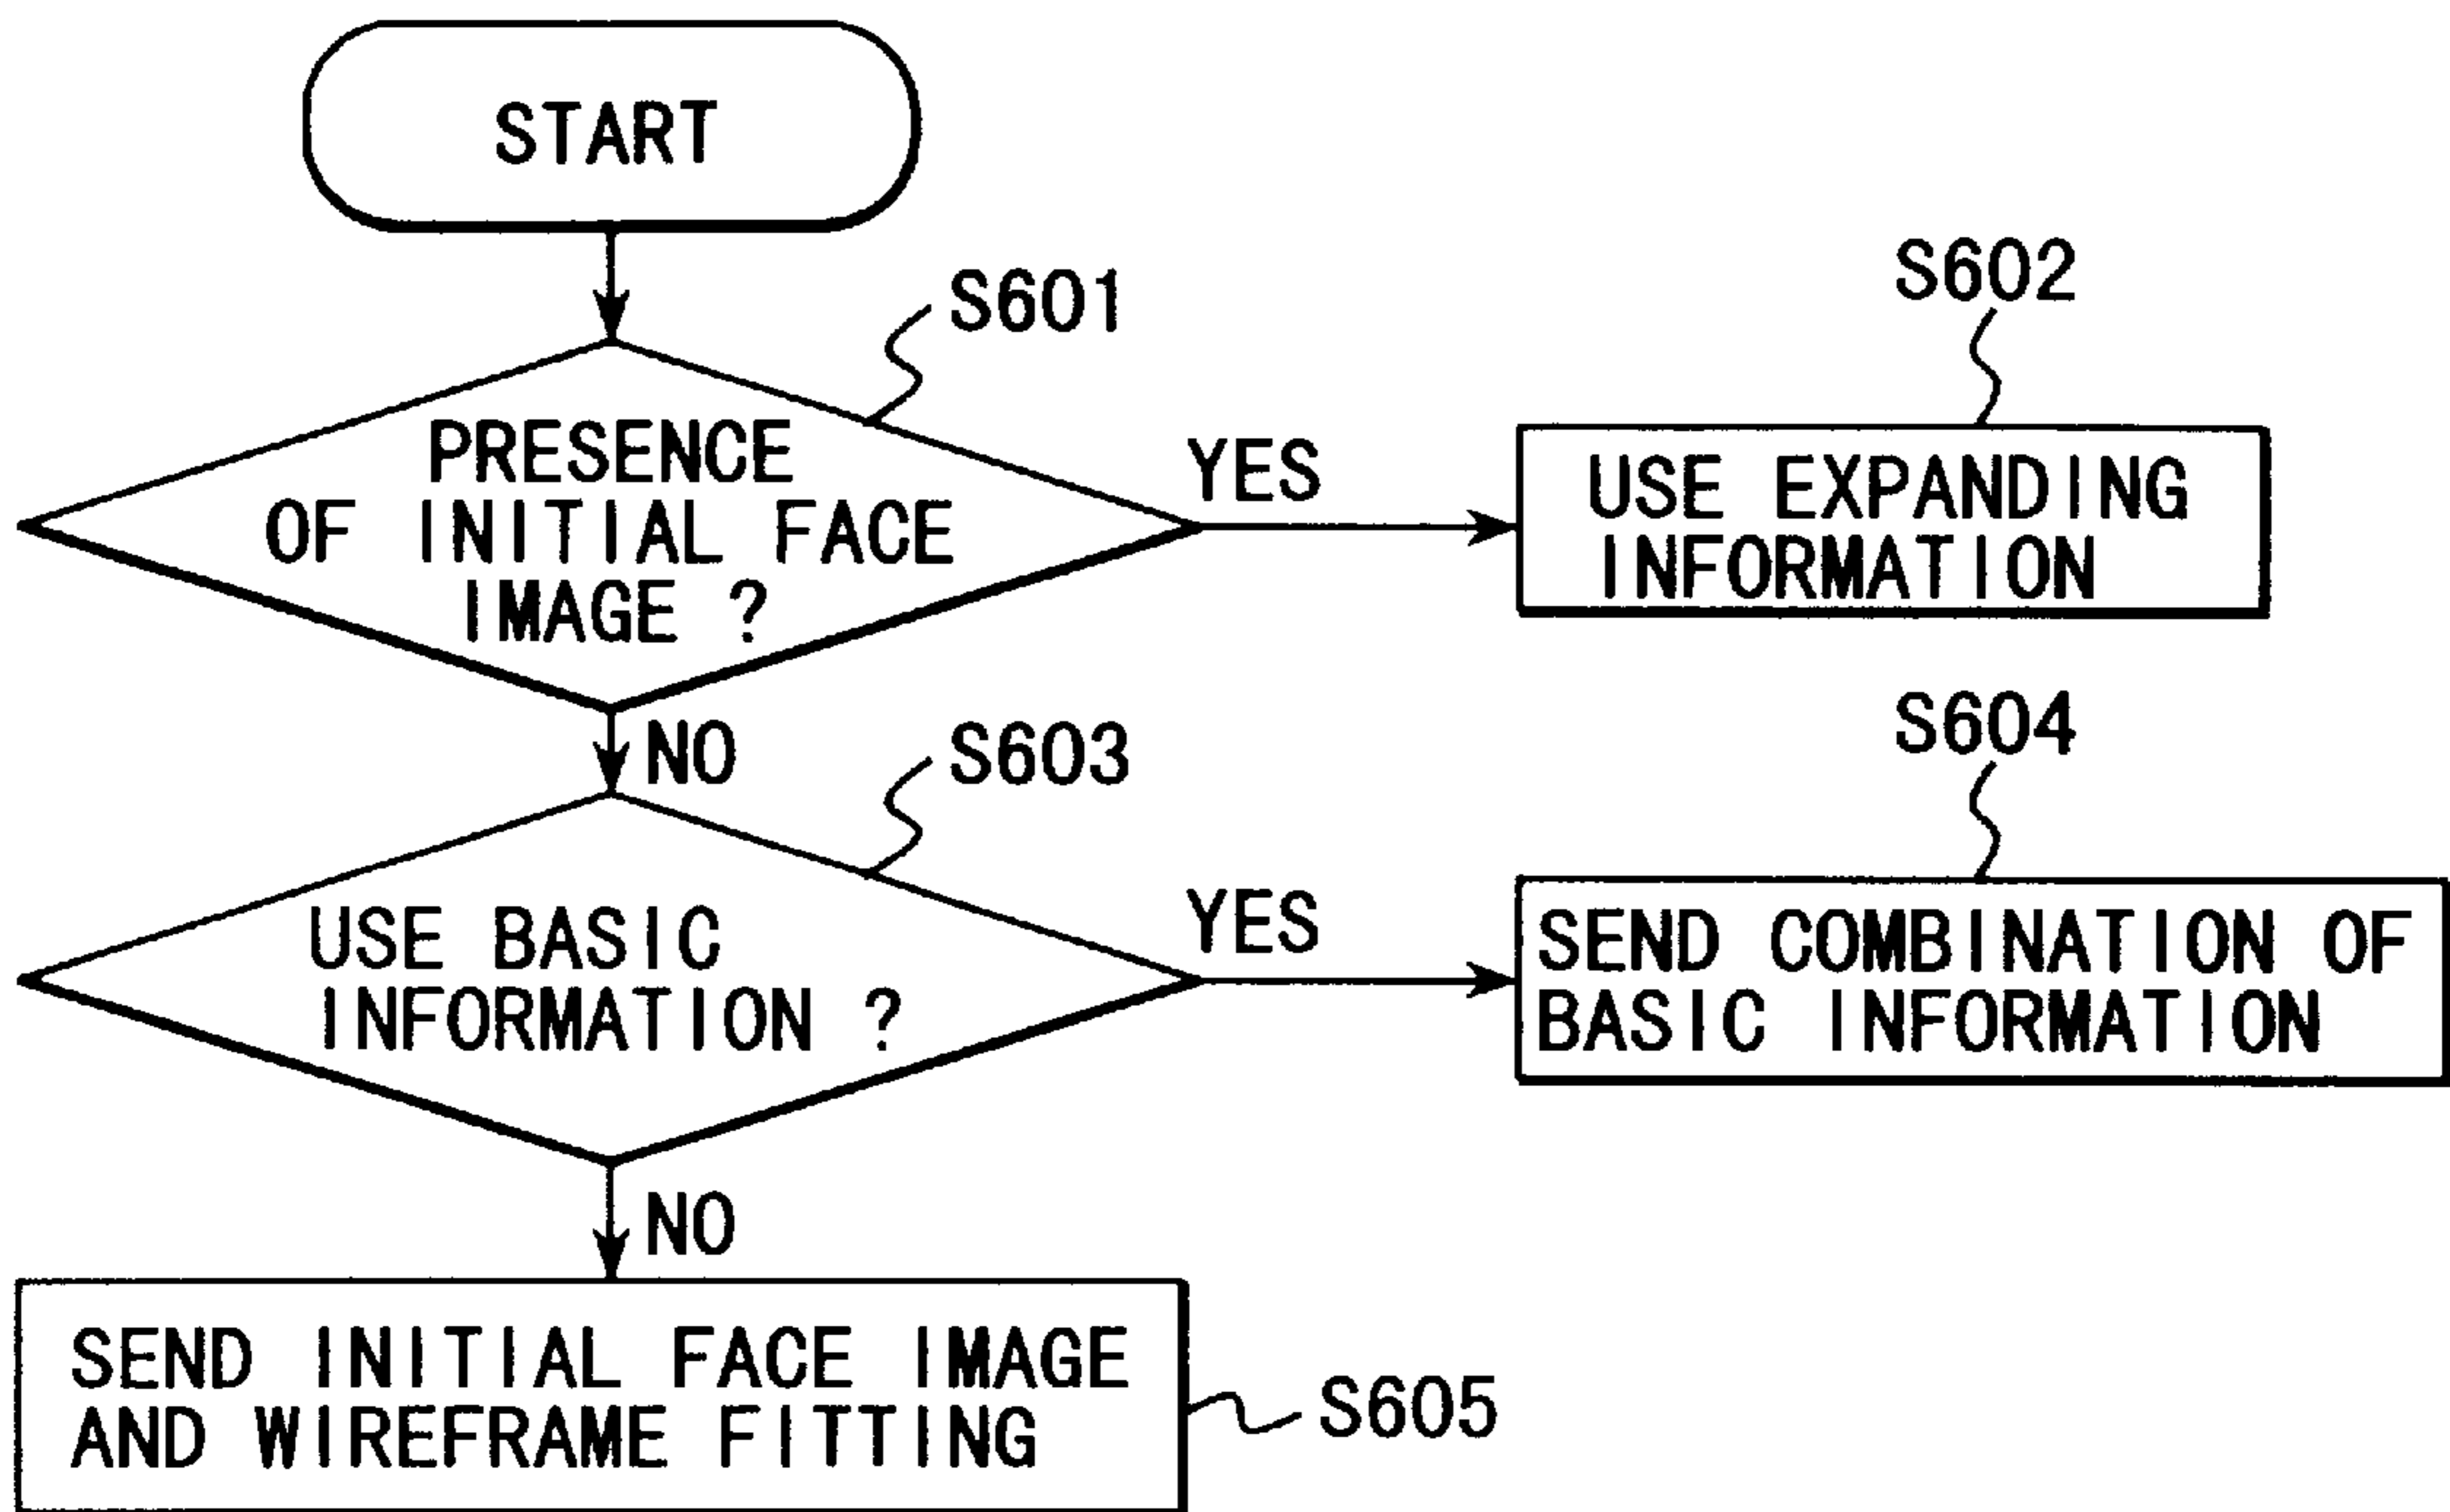 START
S601
S602
PRESENCE
OF INITIAL FACE
IMAGE ?
YES
USE EXPANDING
INFORMATION
NO
S603
S604
USE BASIC
INFORMATION ?
YES
SEND COMBINATION OF
BASIC INFORMATION
NO
SEND INITIAL FACE IMAGE
AND WIREFRAME FITTING
S605